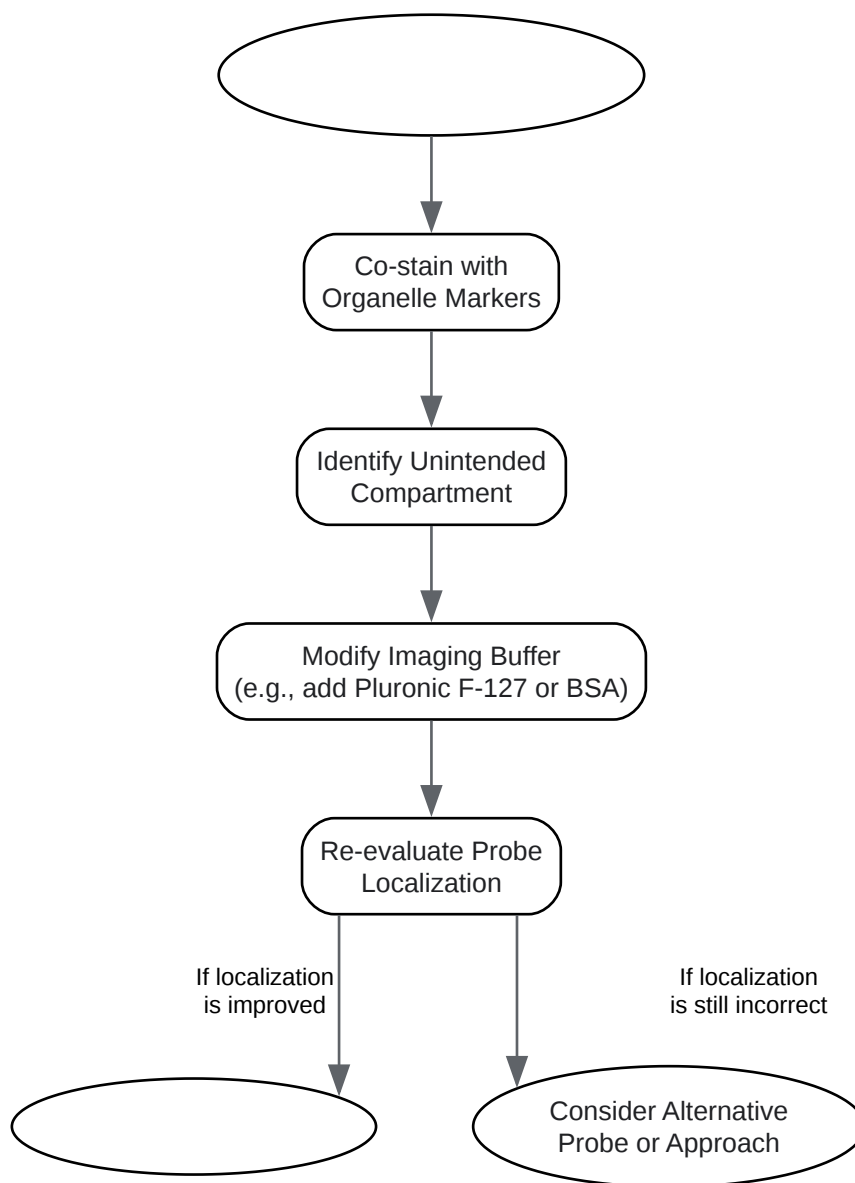 Co-stain with
Organelle Markers
Identify Unintended
Compartment
Modify Imaging Buffer
(e.g., add Pluronic F-127 or BSA)
Re-evaluate Probe
Localization
If localization
is improved
If localization
is still incorrect
Consider Alternative
Probe or Approach